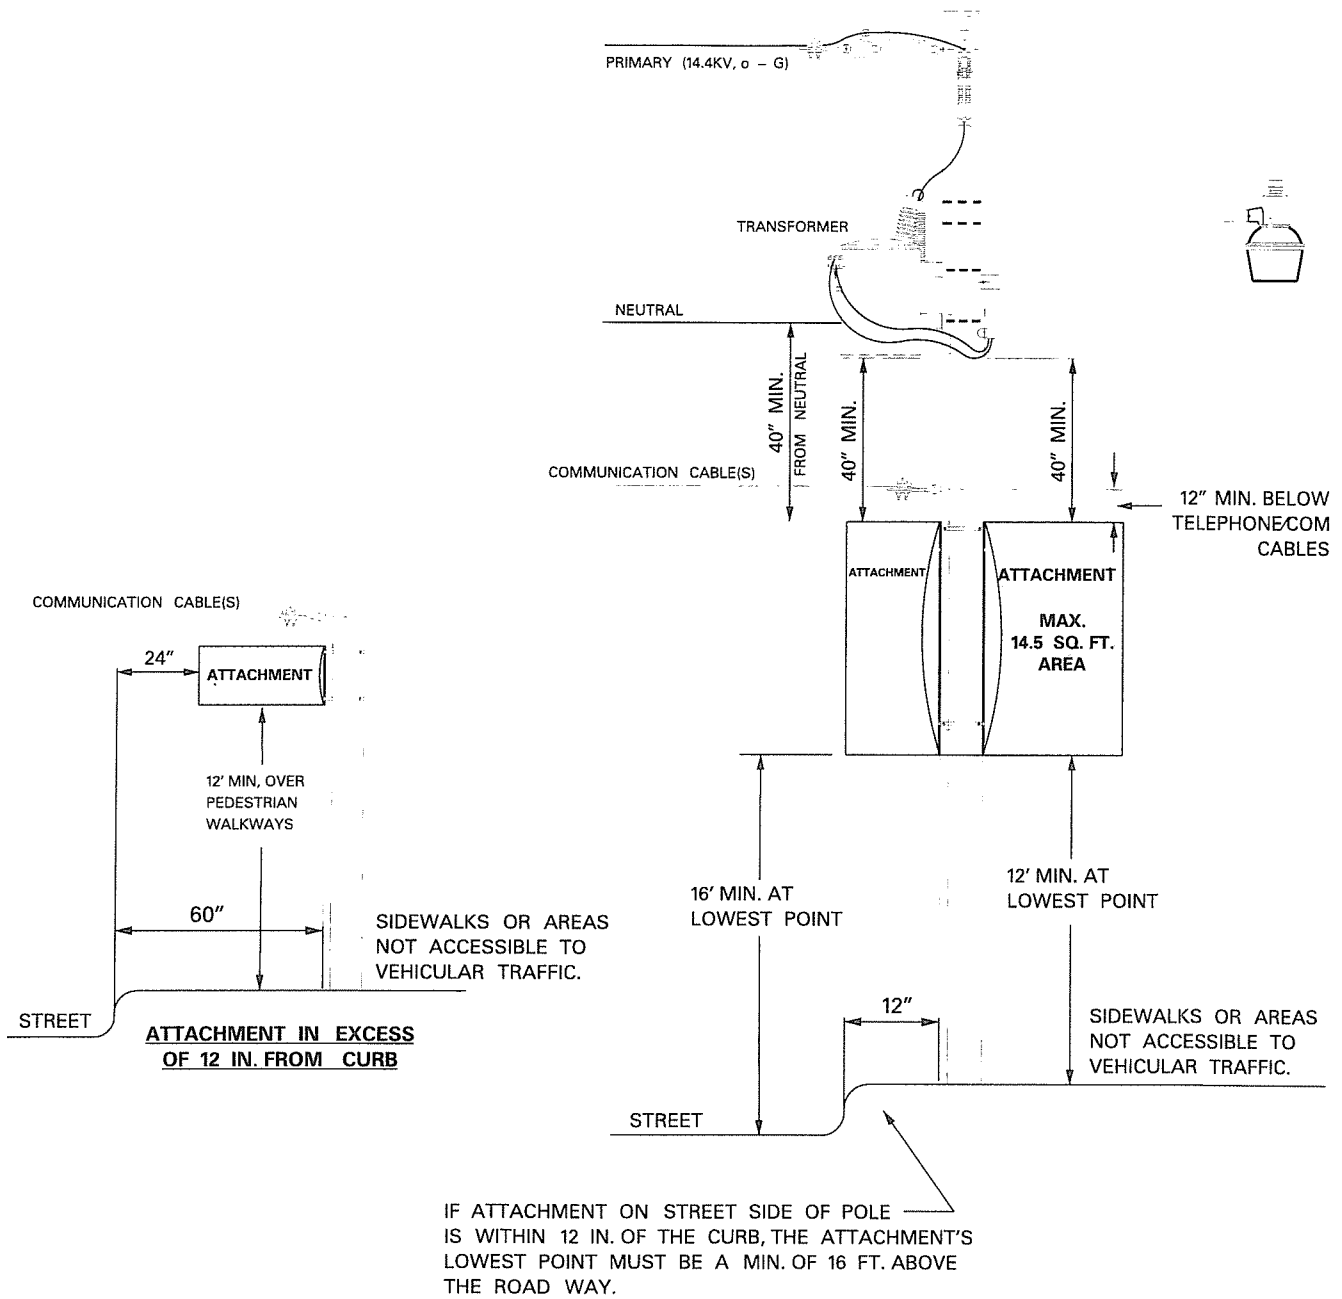 PRIMARY (14.4KV, o - G)
TRANSFORMER
NEUTRAL
40" MIN.
FROM NEUTRAL
40" MIN.
40" MIN.
COMMUNICATION CABLE(S)
12" MIN. BELOW
TELEPHONE/COM
CABLES
ATTACHMENT
ATTACHMENT
MAX.
14.5 SQ. FT.
AREA
COMMUNICATION CABLE(S)
24"
ATTACHMENT
12' MIN, OVER
PEDESTRIAN
WALKWAYS
60"
SIDEWALKS OR AREAS
NOT ACCESSIBLE TO
VEHICULAR TRAFFIC.
STREET
ATTACHMENT IN EXCESS
OF 12 IN. FROM CURB
16' MIN. AT
LOWEST POINT
12' MIN. AT
LOWEST POINT
12"
SIDEWALKS OR AREAS
NOT ACCESSIBLE TO
VEHICULAR TRAFFIC.
STREET
IF ATTACHMENT ON STREET SIDE OF POLE
IS WITHIN 12 IN. OF THE CURB, THE ATTACHMENT'S
LOWEST POINT MUST BE A MIN. OF 16 FT. ABOVE
THE ROAD WAY.